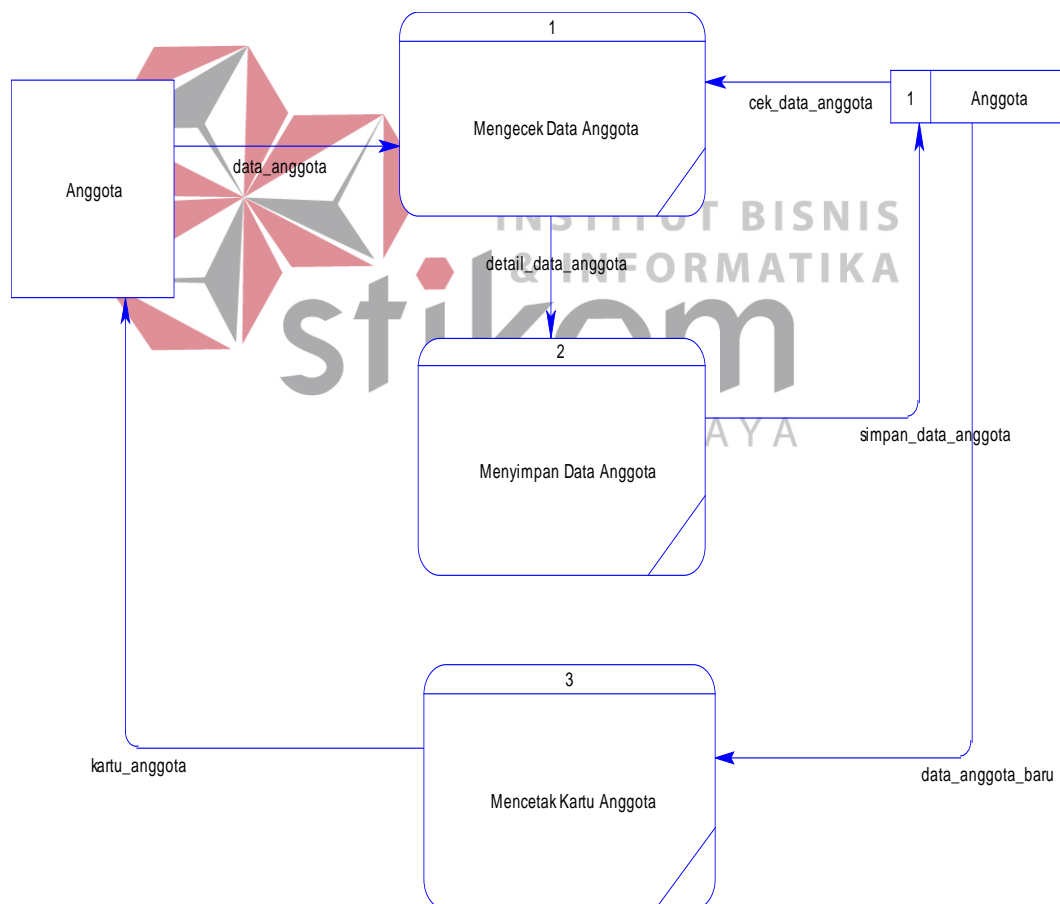 1
Mengecek Data Anggota
Anggota
data_anggota
cek_data_anggota
1
Anggota
INSTITUT BISNIS
& INFORMATIKA
stikom
AYA
detail_data_anggota
2
Menyimpan Data Anggota
simpan_data_anggota
3
Mencetak Kartu Anggota
kartu_anggota
data_anggota_baru